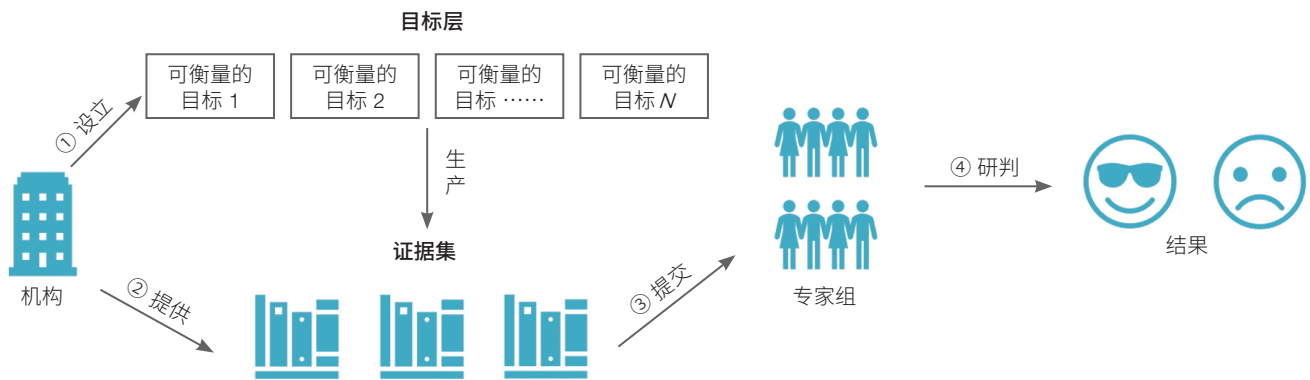 目标层
可衡量的
目标 1
可衡量的
目标 2
可衡量的
目标 ……
可衡量的
目标 N
① 设立
生
产
机构
证据集
② 提供
③ 提交
专家组
④ 研判
结果